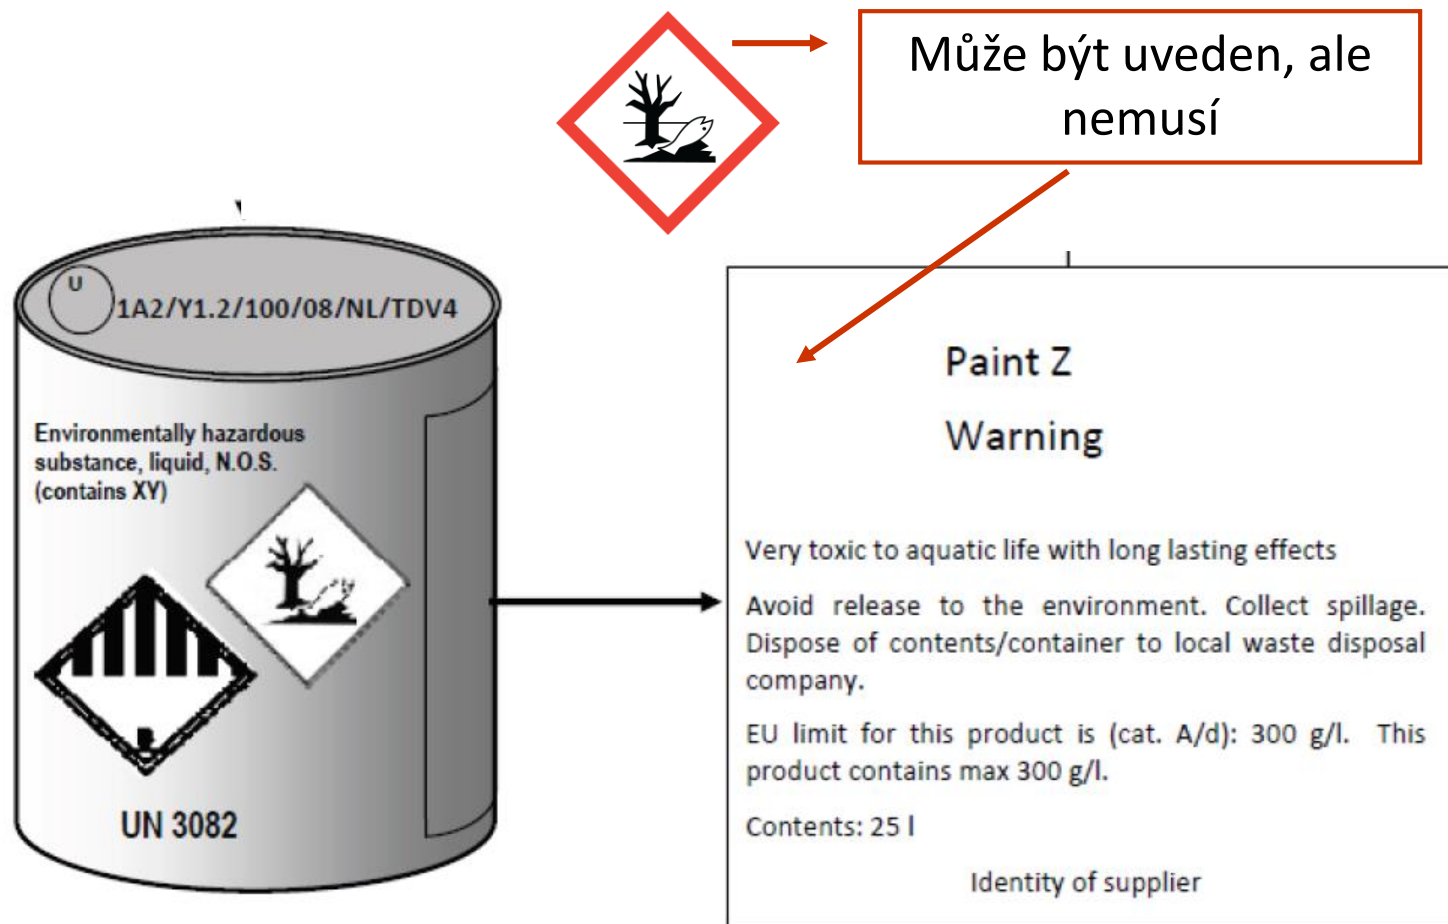 Může být uveden, ale
nemusí
U
1A2/Y1.2/100/08/NL/TDV4
Environmentally hazardous
substance, liquid, N.O.S.
(contains XY)
UN 3082
Paint Z
Warning
Very toxic to aquatic life with long lasting effects
Avoid release to the environment. Collect spillage.
Dispose of contents/container to local waste disposal
company.
EU limit for this product is (cat. A/d): 300 g/l. This
product contains max 300 g/l.
Contents: 25 l
Identity of supplier